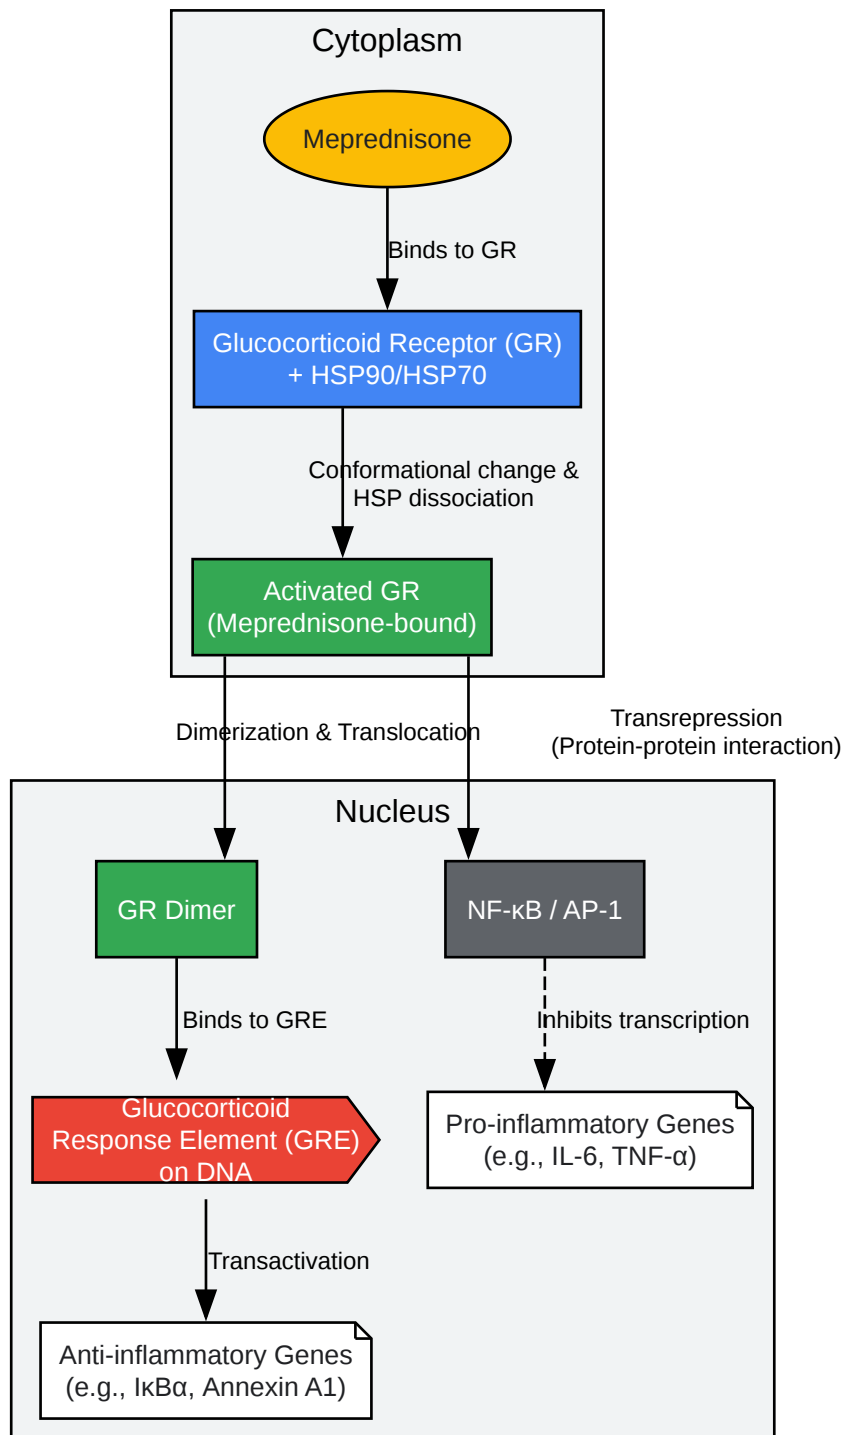 Cytoplasm
Meprednisone
Binds to GR
Glucocorticoid Receptor (GR)
+ HSP90/HSP70
Conformational change &
HSP dissociation
Activated GR
(Meprednisone-bound)
Dimerization & Translocation
Transrepression
(Protein-protein interaction)
Nucleus
GR Dimer
NF-κB / AP-1
Binds to GRE
Inhibits transcription
Glucocorticoid
Response Element (GRE)
on DNA
Pro-inflammatory Genes
(e.g., IL-6, TNF-α)
Transactivation
Anti-inflammatory Genes
(e.g., IκBα, Annexin A1)